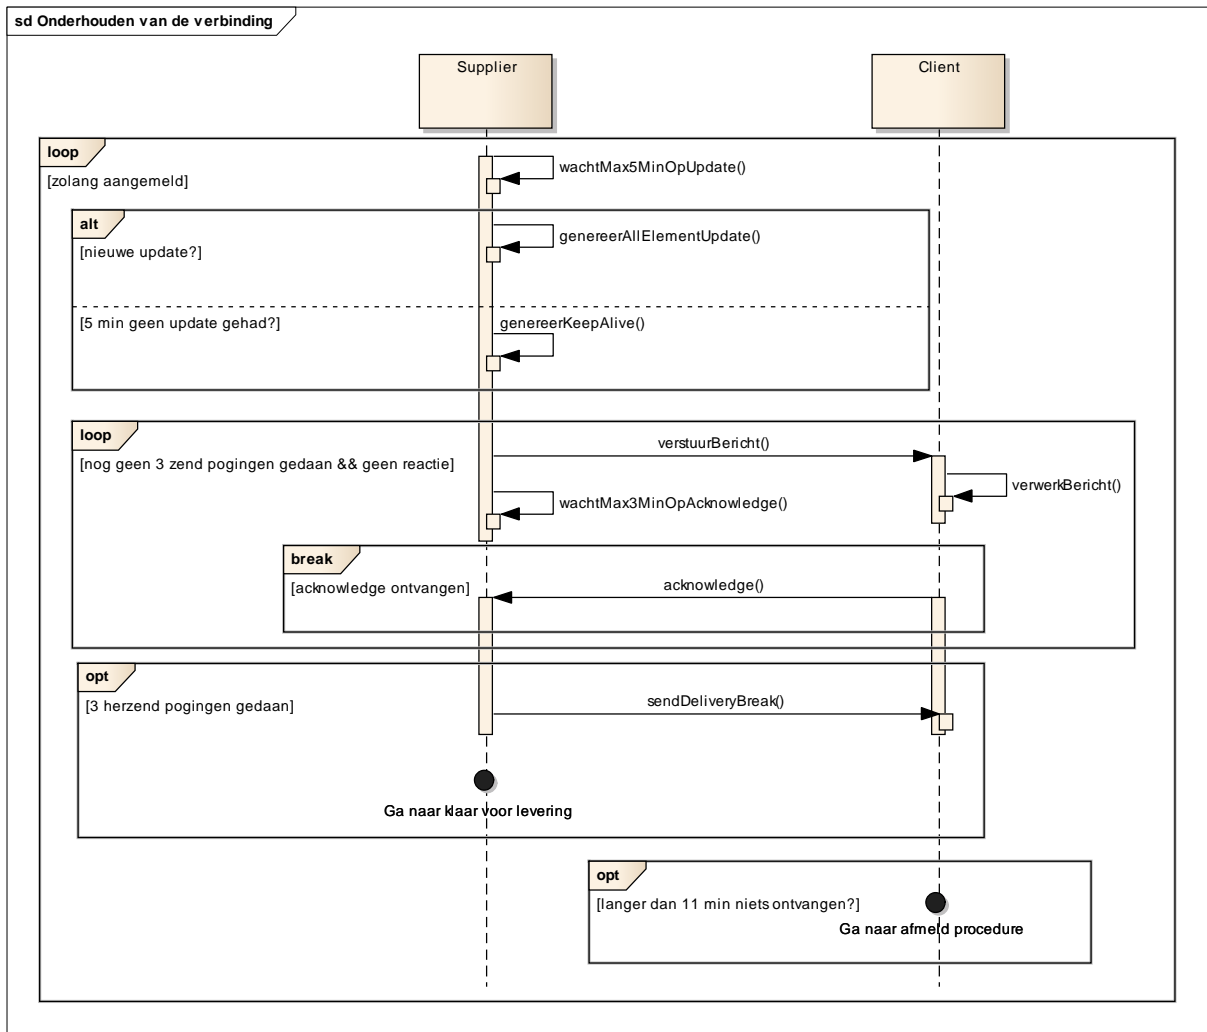 sd Onderhouden van de verbinding
Supplier
Client
loop
[zolang aangemeld]
wachtMax5MinOpUpdate()
alt
[nieuwe update?]
genereerAllElementUpdate()
[5 min geen update gehad?]
genereerKeepAlive()
loop
[nog geen 3 zend pogingen gedaan && geen reactie]
verstuurBericht()
verwerkBericht()
wachtMax3MinOpAcknowledge()
break
[acknowledge ontvangen]
acknowledge()
opt
[3 herzend pogingen gedaan]
sendDeliveryBreak()
Ga naar klaar voor levering
opt
[langer dan 11 min niets ontvangen?]
Ga naar afmeld procedure